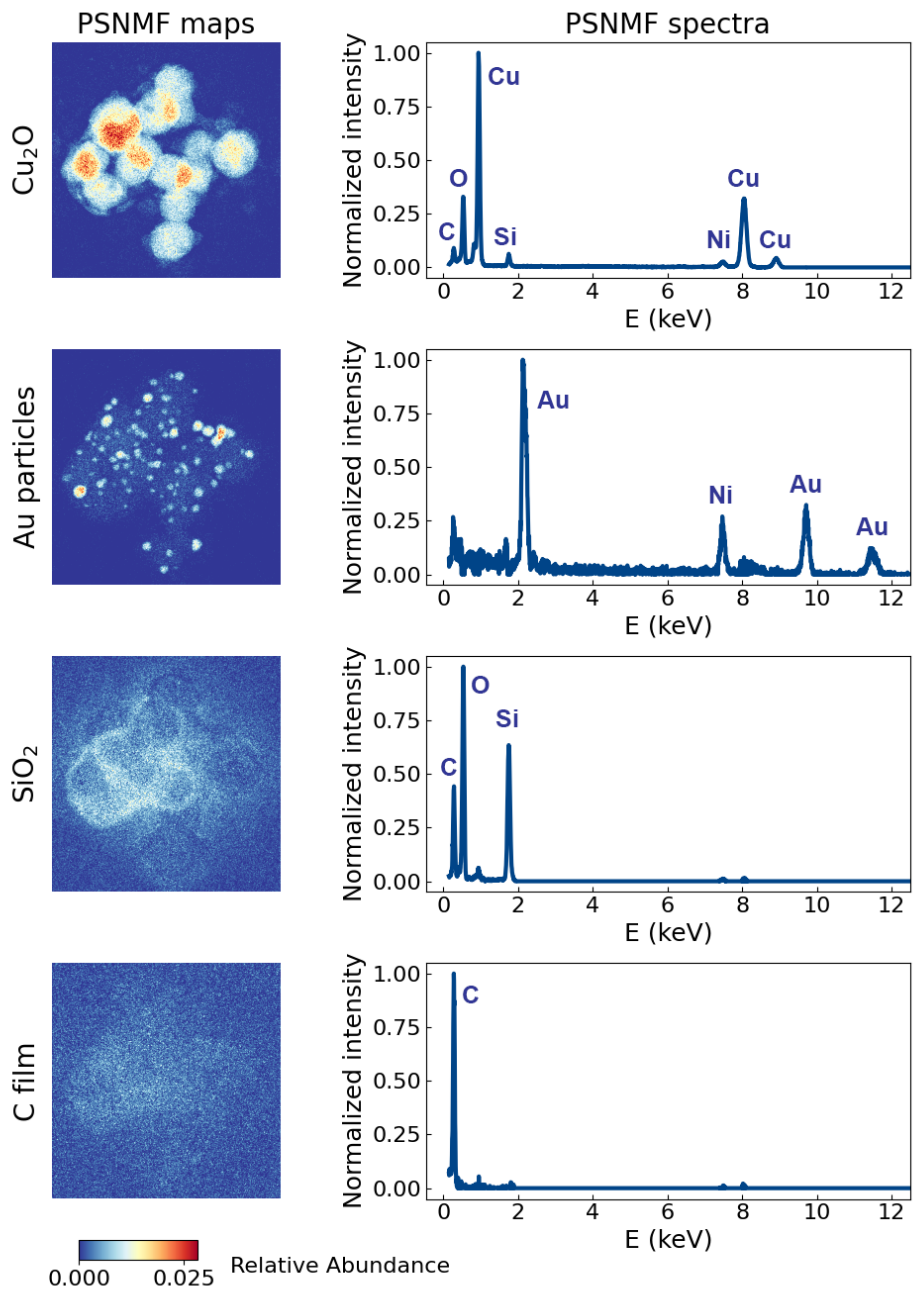 PSNMF maps
PSNMF spectra
Cu₂O
Normalized intensity
1.00
0.75
0.50
0.25
0.00
Cu
O
C
Si
Ni
Cu
Cu
0 2 4 6 8 10 12
E (keV)
Au particles
Normalized intensity
1.00
0.75
0.50
0.25
0.00
Au
Ni
Au
Au
0 2 4 6 8 10 12
E (keV)
SiO₂
Normalized intensity
1.00
0.75
0.50
0.25
0.00
O
Si
C
0 2 4 6 8 10 12
E (keV)
C film
Normalized intensity
1.00
0.75
0.50
0.25
0.00
C
0 2 4 6 8 10 12
E (keV)
0.000 0.025
Relative Abundance